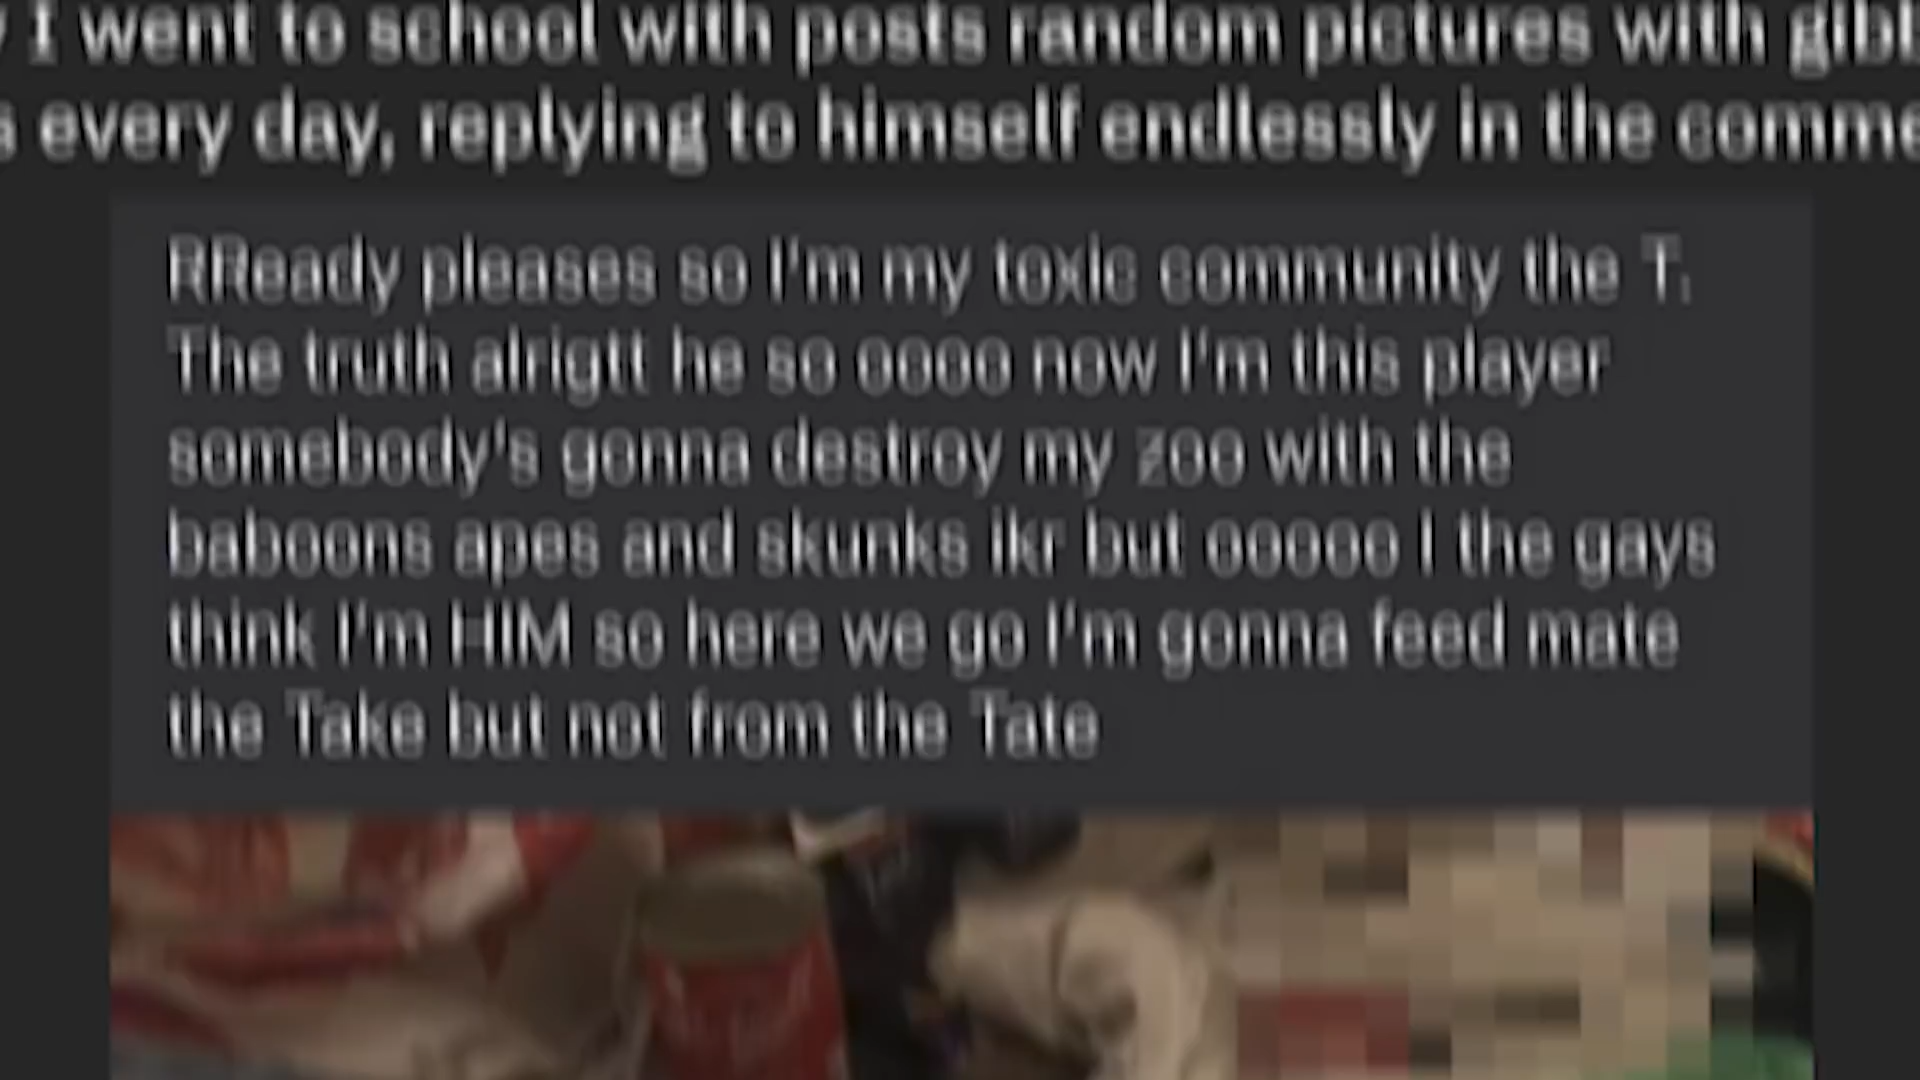 I went to school with posts random pictures with
every day, replying to himself endlessly in the
RReady pleases so I'm my toxic community the T.
The truth alrigtt he so oooo now I'm this player
somebody's gonna destroy my zoo with the
baboons apes and skunks ikr but ooooo I the gays
think I'm HIM so here we go I'm gonna feed mate
the Take but not from the Tate